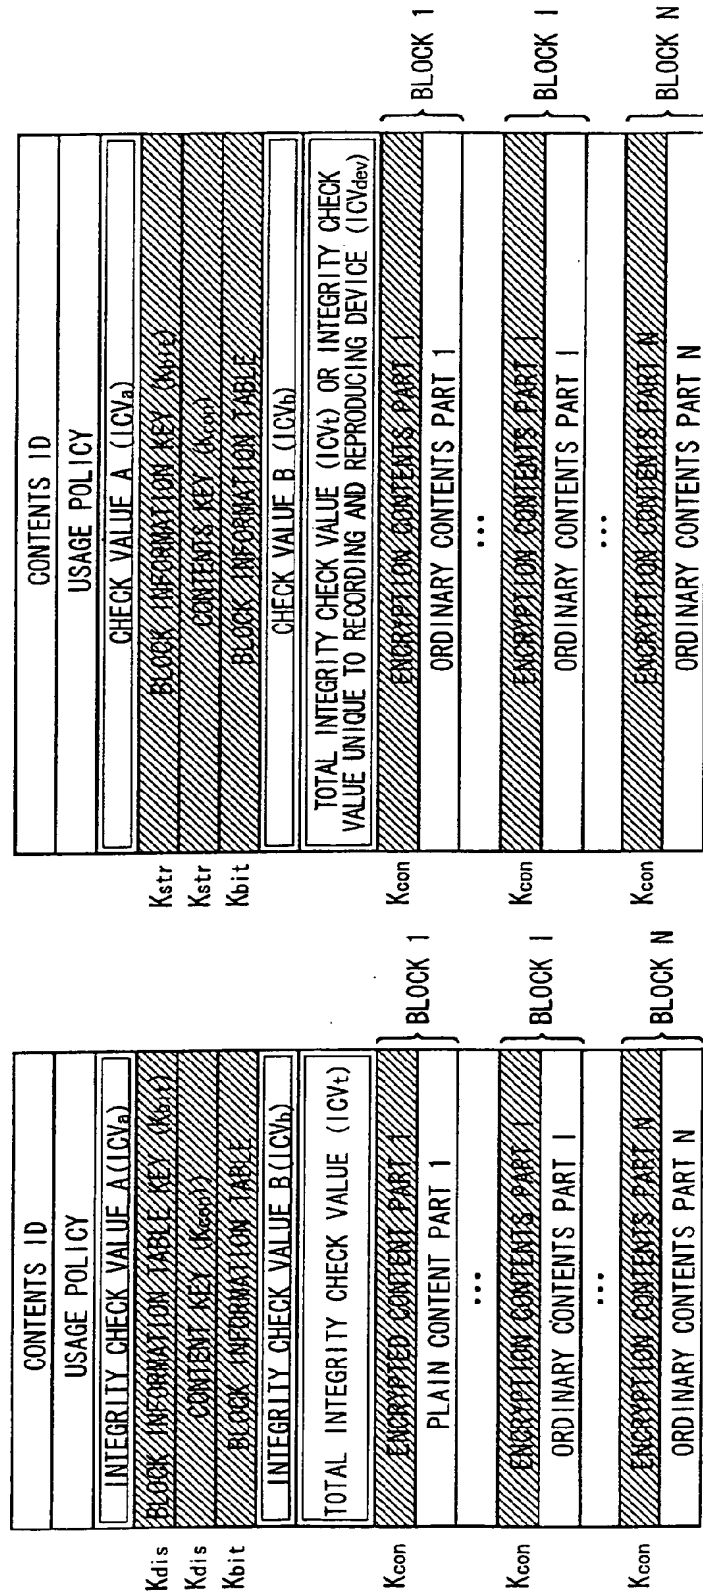 CONTENTS ID
USAGE POLICY
INTEGRITY CHECK VALUE A(ICVa)
Kdis
BLOCK INFORMATION TABLE KEY (Kbit)
Kdis
CONTENT KEY (Kcon))
Kbit
BLOCK INFORMATION TABLE
INTEGRITY CHECK VALUE B(ICVb)
TOTAL INTEGRITY CHECK VALUE (ICVt)
Kcon
ENCRYPTED CONTENT PART 1
PLAIN CONTENT PART 1
BLOCK 1
...
Kcon
ENCRYPTION CONTENTS PART I
ORDINARY CONTENTS PART I
BLOCK I
...
Kcon
ENCRYPTION CONTENTS PART N
ORDINARY CONTENTS PART N
BLOCK N
CONTENTS ID
USAGE POLICY
CHECK VALUE A (ICVa)
Kstr
BLOCK INFORMATION KEY (Kbit)
Kstr
CONTENTS KEY (Kcon)
Kbit
BLOCK INFORMATION TABLE
CHECK VALUE B (ICVb)
TOTAL INTEGRITY CHECK VALUE (ICVt) OR INTEGRITY CHECK
VALUE UNIQUE TO RECORDING AND REPRODUCING DEVICE (ICVdev)
Kcon
ENCRYPTION CONTENTS PART 1
ORDINARY CONTENTS PART 1
BLOCK 1
...
Kcon
ENCRYPTION CONTENTS PART I
ORDINARY CONTENTS PART I
BLOCK I
...
Kcon
ENCRYPTION CONTENTS PART N
ORDINARY CONTENTS PART N
BLOCK N